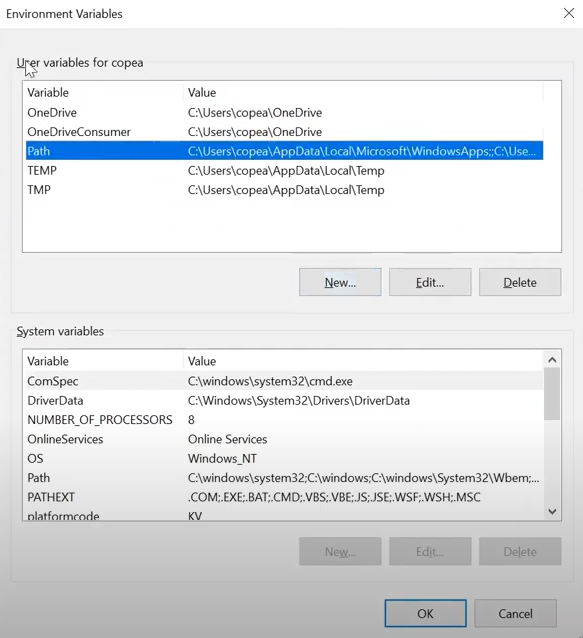 Environment Variables
User variables for copea
Variable Value
OneDrive C:\Users\copea\OneDrive
OneDriveConsumer C:\Users\copea\OneDrive
Path C:\Users\copea\AppData\Local\Microsoft\WindowsApps;;C:\Use...
TEMP C:\Users\copea\AppData\Local\Temp
TMP C:\Users\copea\AppData\Local\Temp
New... Edit... Delete
System variables
Variable Value
ComSpec C:\windows\system32\cmd.exe
DriverData C:\Windows\System32\Drivers\DriverData
NUMBER_OF_PROCESSORS 8
OnlineServices Online Services
OS Windows_NT
Path C:\windows\system32;C:\windows;C:\windows\System32\Wbem;...
PATHEXT .COM;.EXE;.BAT;.CMD;.VBS;.VBE;.JS;.JSE;.WSF;.WSH;.MSC
platformcode KV
New... Edit... Delete
OK Cancel